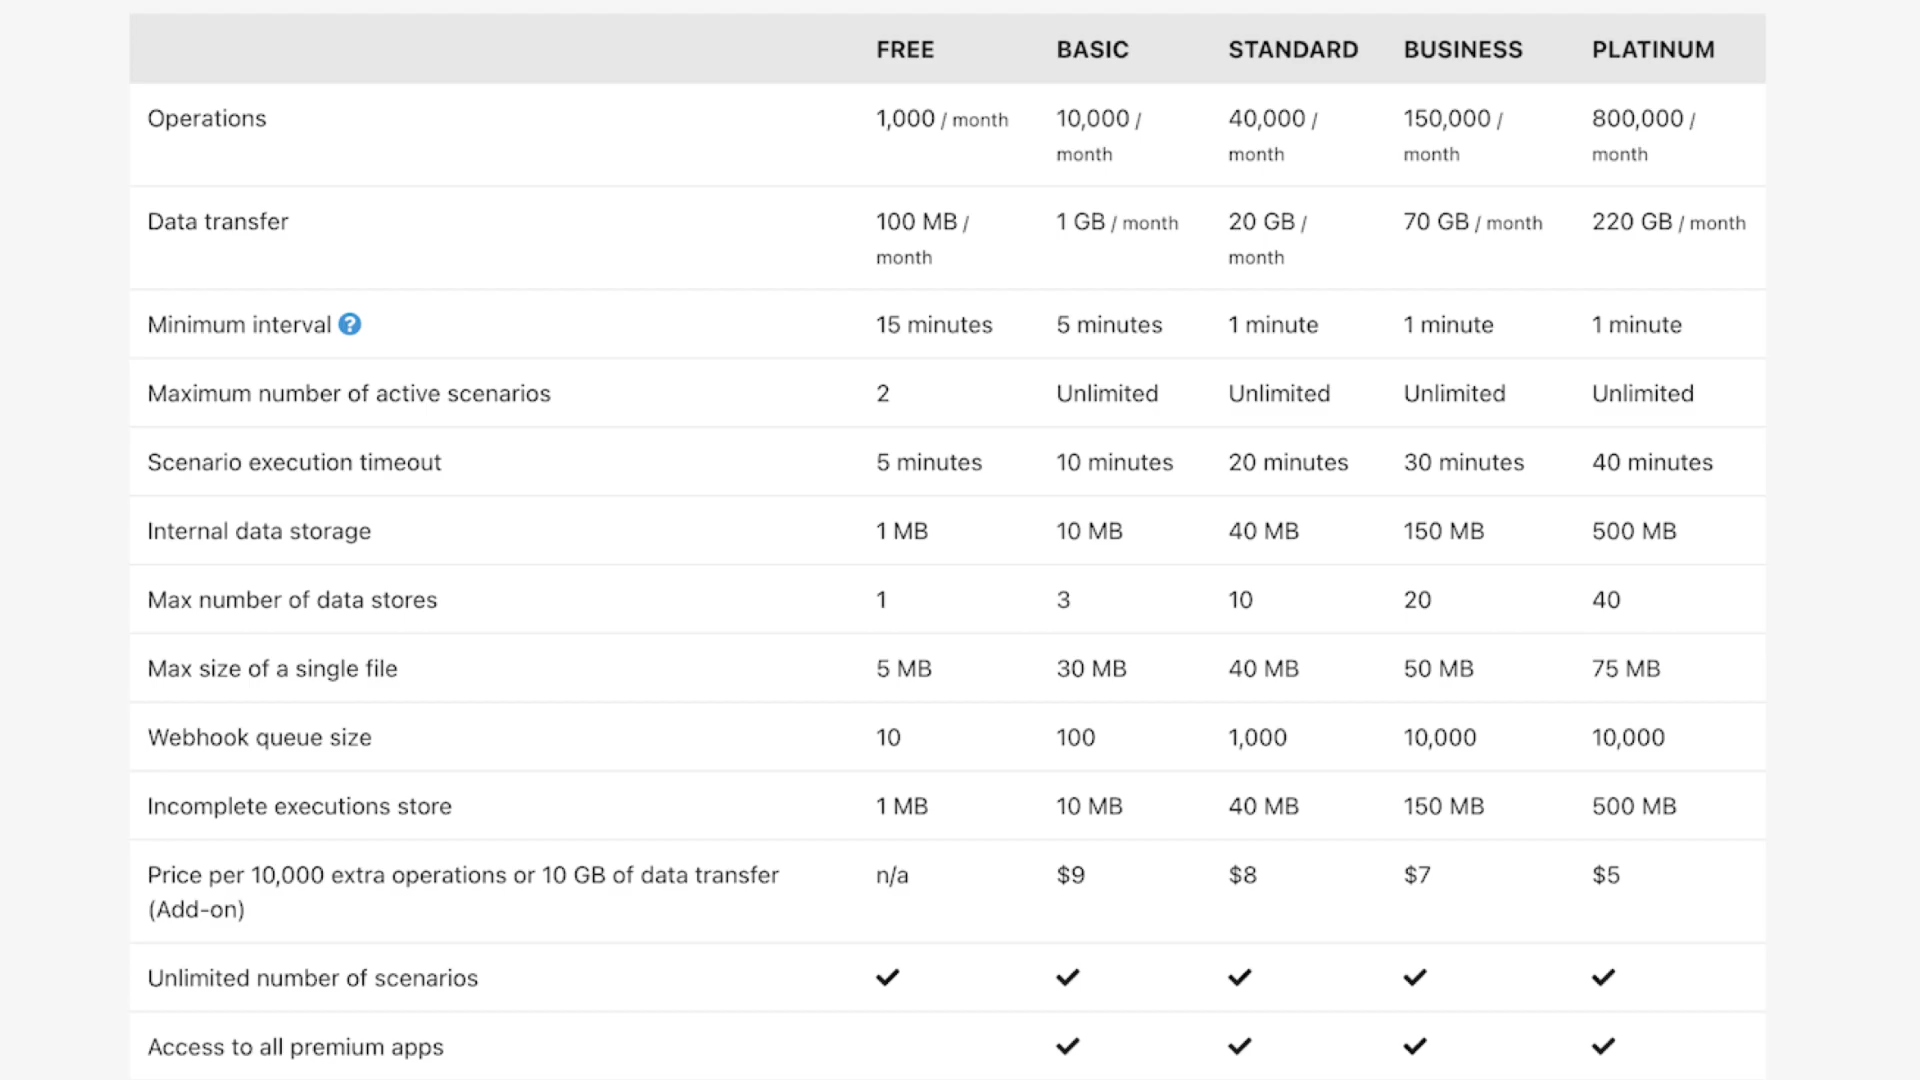 FREE BASIC STANDARD BUSINESS PLATINUM
Operations 1,000 / month 10,000 / month 40,000 / month 150,000 / month 800,000 / month
Data transfer 100 MB / month 1 GB / month 20 GB / month 70 GB / month 220 GB / month
Minimum interval ? 15 minutes 5 minutes 1 minute 1 minute 1 minute
Maximum number of active scenarios 2 Unlimited Unlimited Unlimited Unlimited
Scenario execution timeout 5 minutes 10 minutes 20 minutes 30 minutes 40 minutes
Internal data storage 1 MB 10 MB 40 MB 150 MB 500 MB
Max number of data stores 1 3 10 20 40
Max size of a single file 5 MB 30 MB 40 MB 50 MB 75 MB
Webhook queue size 10 100 1,000 10,000 10,000
Incomplete executions store 1 MB 10 MB 40 MB 150 MB 500 MB
Price per 10,000 extra operations or 10 GB of data transfer
(Add-on) n/a $9 $8 $7 $5
Unlimited number of scenarios ✓ ✓ ✓ ✓ ✓
Access to all premium apps ✓ ✓ ✓ ✓